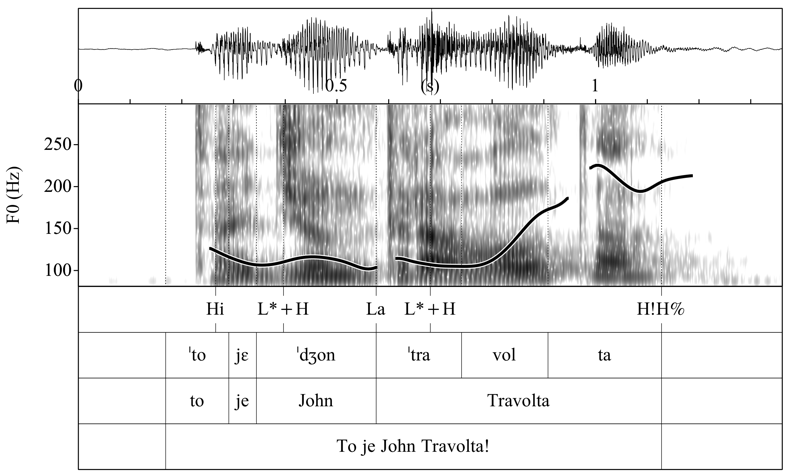 0 0.5 (s) 1
F0 (Hz)
250
200
150
100
Hi L*+H La L*+H H!H%
ˈto jɛ ˈdʒon ˈtra vol ta
to je John Travolta
To je John Travolta!